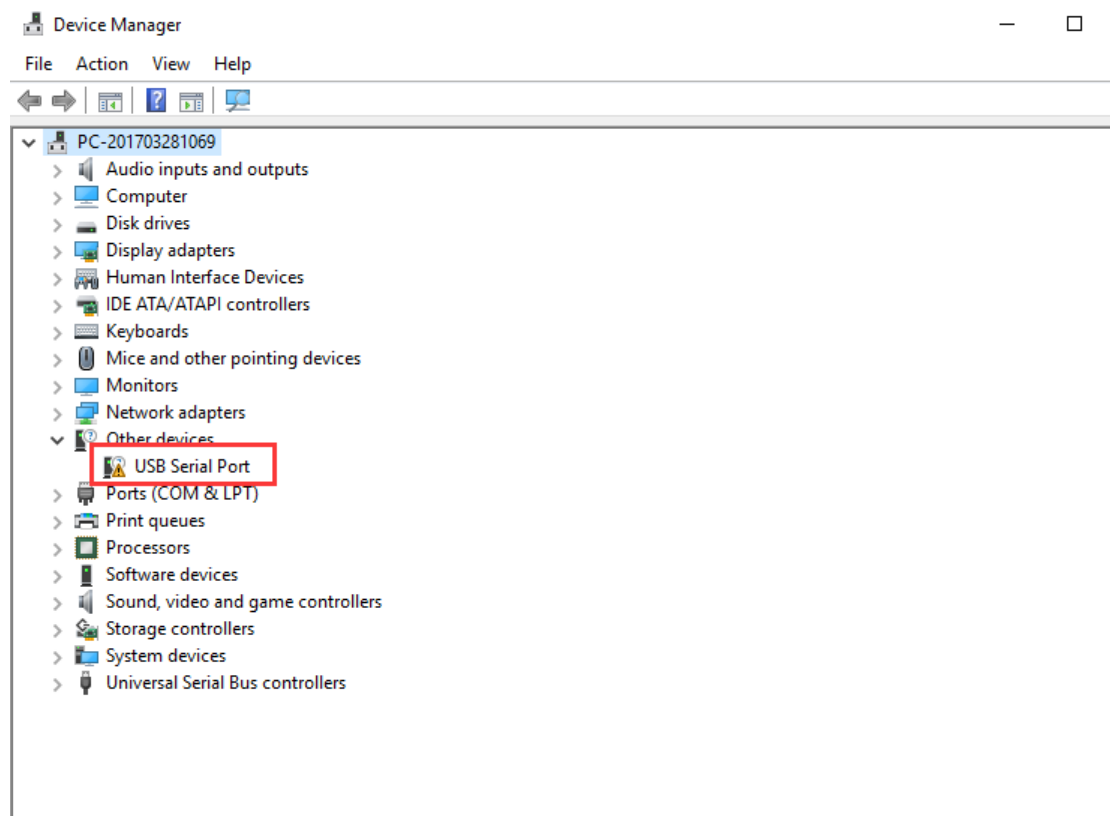 Device Manager
File Action View Help
PC-201703281069
Audio inputs and outputs
Computer
Disk drives
Display adapters
Human Interface Devices
IDE ATA/ATAPI controllers
Keyboards
Mice and other pointing devices
Monitors
Network adapters
Other devices
USB Serial Port
Ports (COM & LPT)
Print queues
Processors
Software devices
Sound, video and game controllers
Storage controllers
System devices
Universal Serial Bus controllers